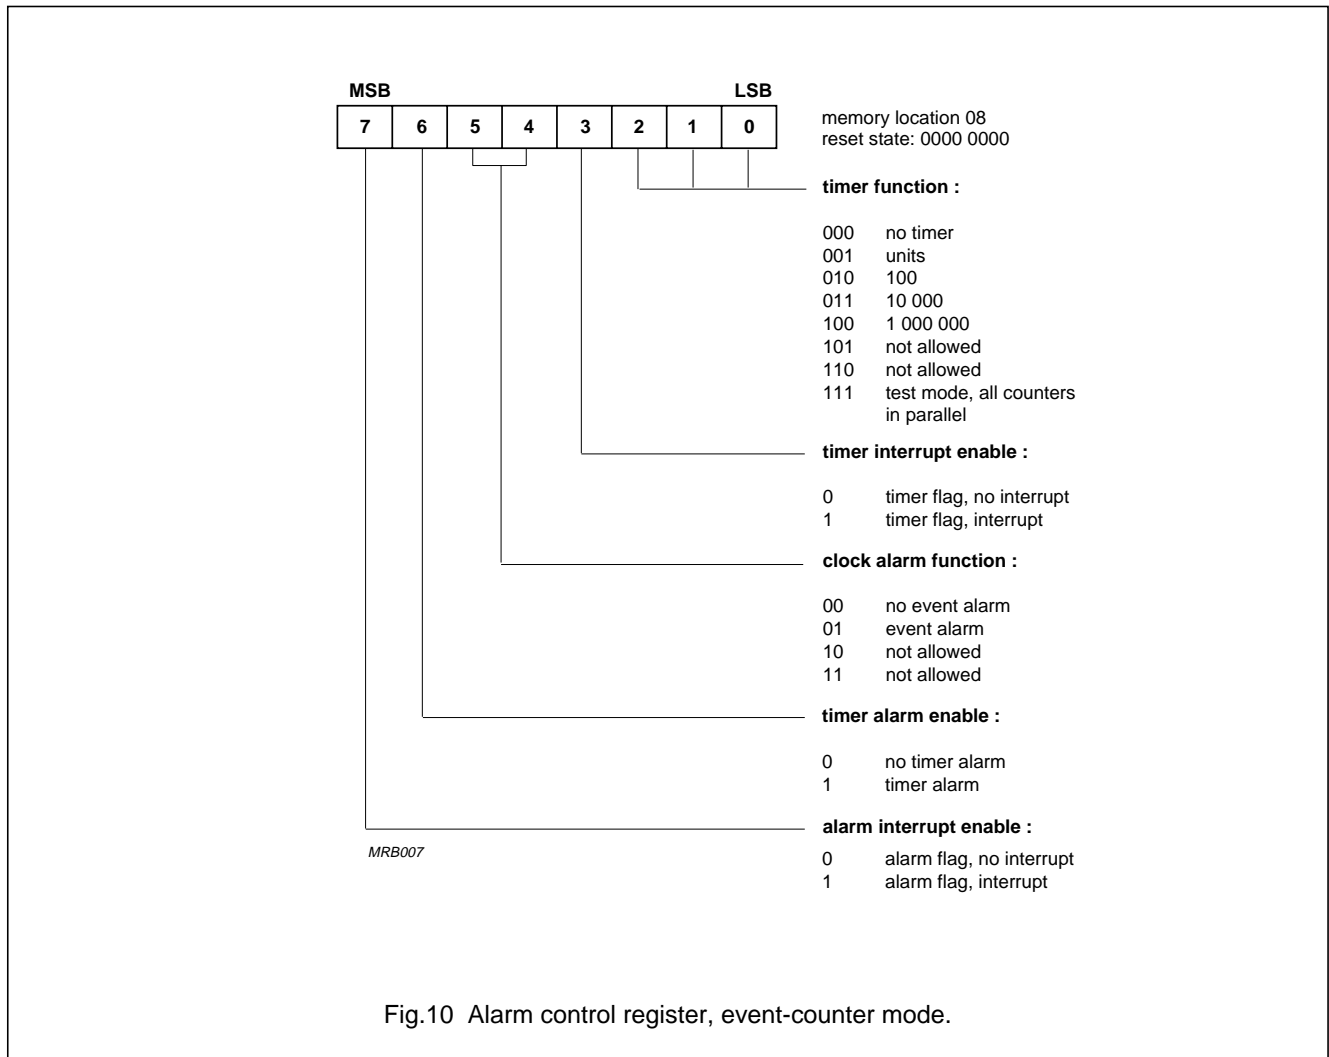 MSB LSB
7 6 5 4 3 2 1 0
memory location 08
reset state: 0000 0000
timer function :
000 no timer
001 units
010 100
011 10 000
100 1 000 000
101 not allowed
110 not allowed
111 test mode, all counters
in parallel
timer interrupt enable :
0 timer flag, no interrupt
1 timer flag, interrupt
clock alarm function :
00 no event alarm
01 event alarm
10 not allowed
11 not allowed
timer alarm enable :
0 no timer alarm
1 timer alarm
alarm interrupt enable :
0 alarm flag, no interrupt
1 alarm flag, interrupt
MRB007
Fig.10 Alarm control register, event-counter mode.